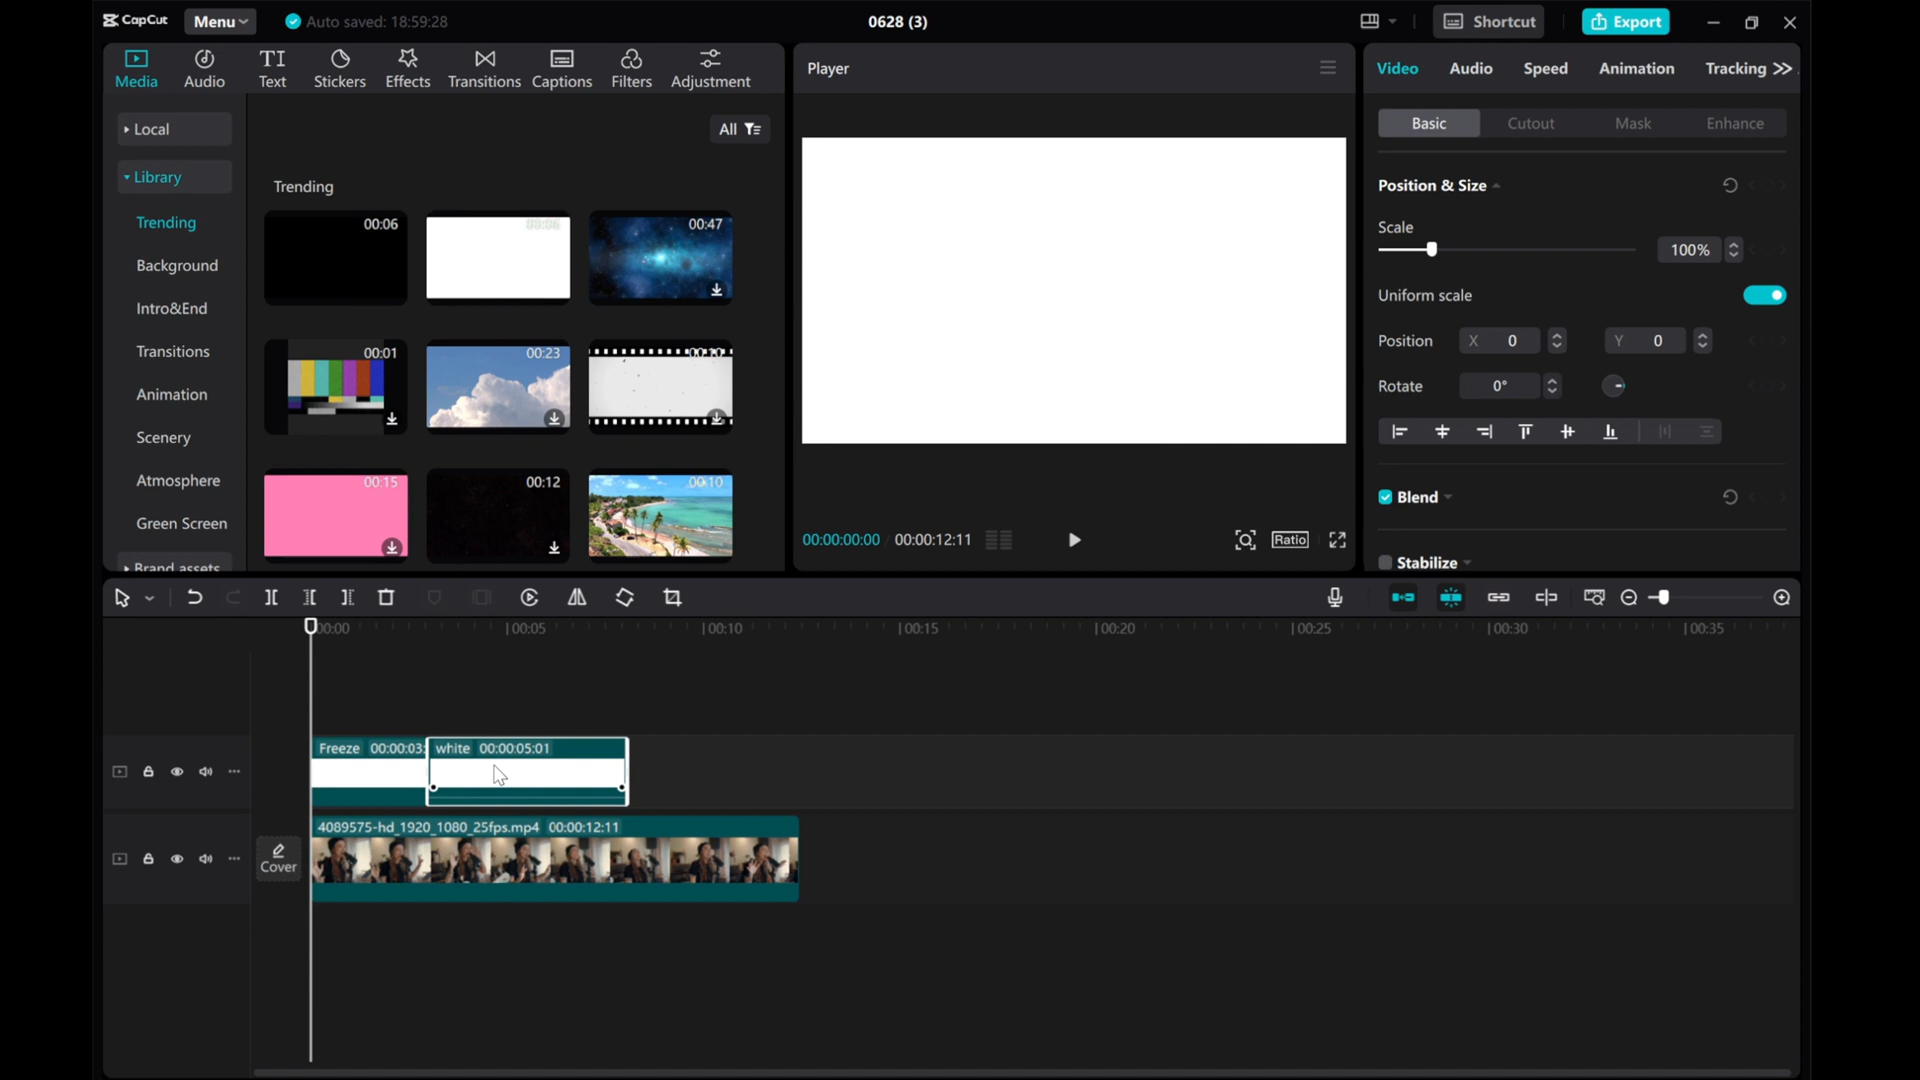 CapCut
Menu
Auto saved: 18:59:28
0628 (3)
Shortcut
Export
Media
Audio
Text
Stickers
Effects
Transitions
Captions
Filters
Adjustment
Local
Library
Trending
Background
Intro&End
Transitions
Animation
Scenery
Atmosphere
Green Screen
Brand assets
All
Trending
00:06
00:06
00:47
00:01
00:23
00:10
00:15
00:12
00:10
Player
00:00:00:00 / 00:00:12:11
Ratio
Video
Audio
Speed
Animation
Tracking
Basic
Cutout
Mask
Enhance
Position & Size
Scale
100%
Uniform scale
Position X 0 Y 0
Rotate 0°
Blend
Stabilize
00:00
00:05
00:10
00:15
00:20
00:25
00:30
00:35
Freeze 00:00:03:
white 00:00:05:01
Cover
4089575-hd_1920_1080_25fps.mp4 00:00:12:11